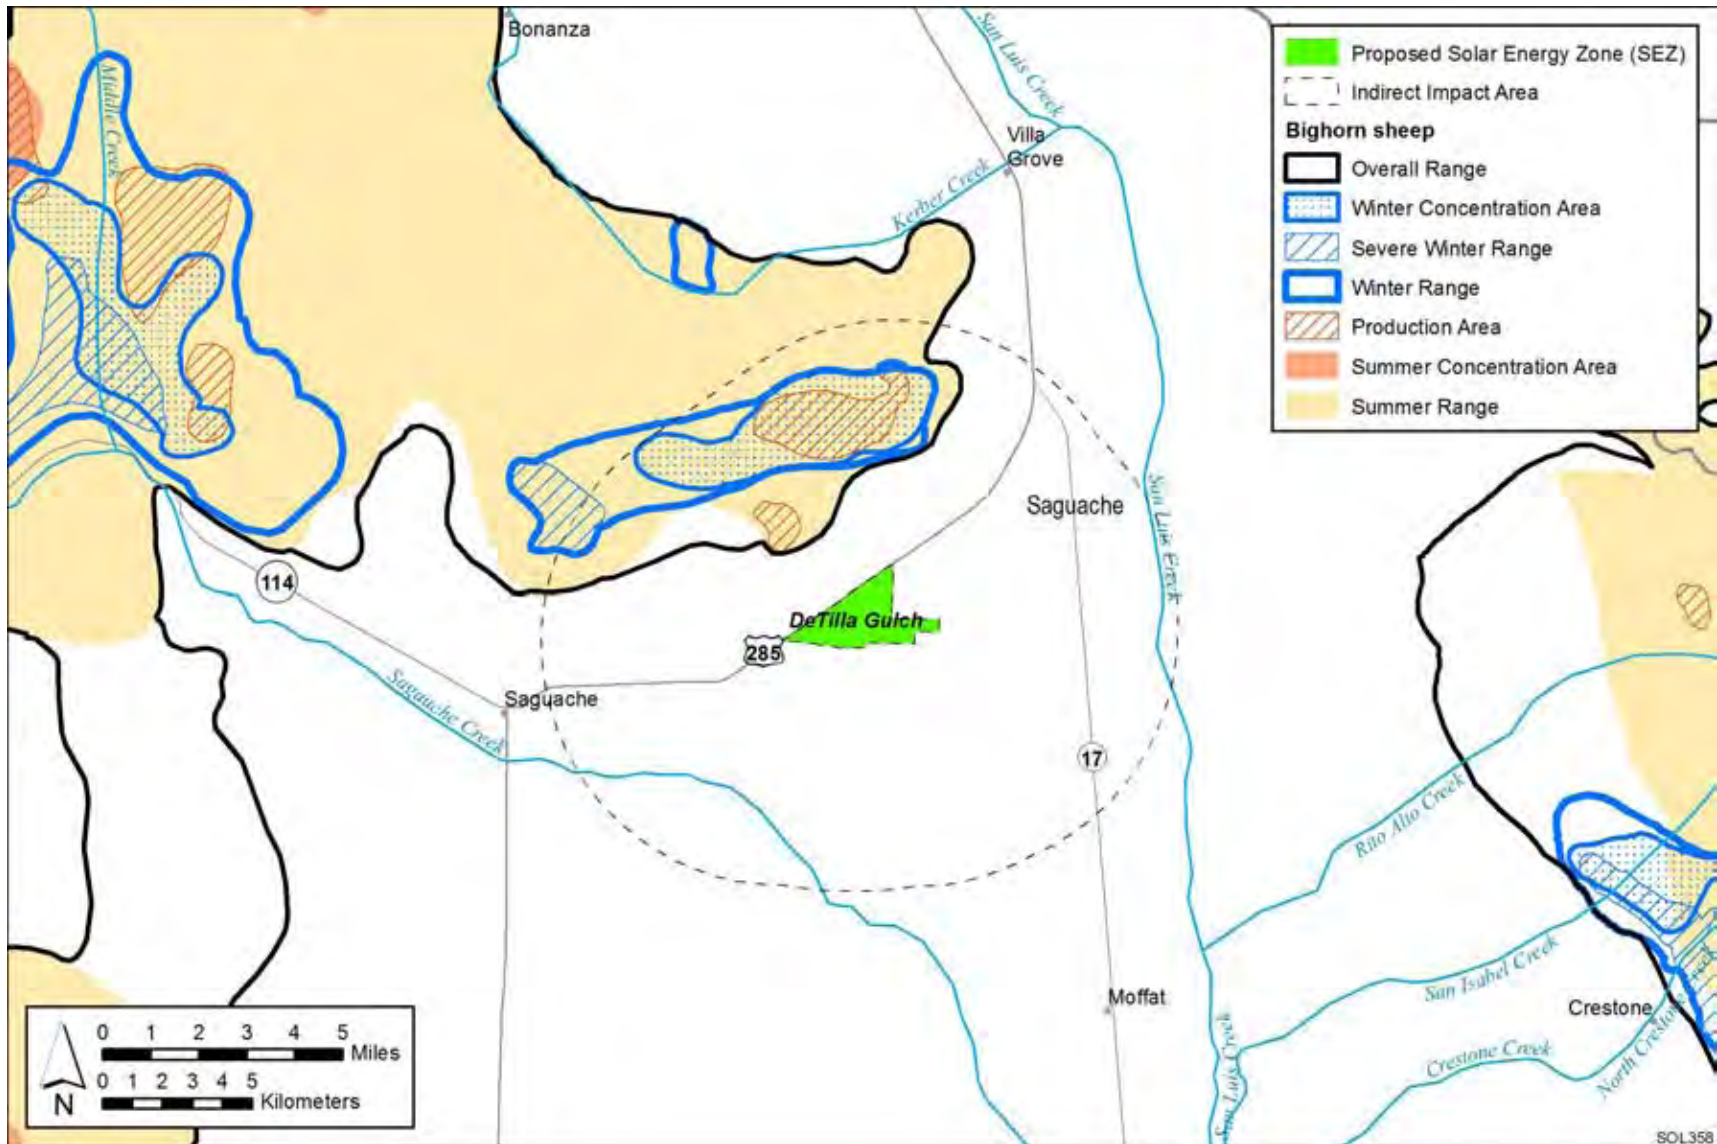 Bonanza
San Luis Creek
Middle Creek
Villa
Grove
Kerber Creek
Proposed Solar Energy Zone (SEZ)
Indirect Impact Area
Bighorn sheep
Overall Range
Winter Concentration Area
Severe Winter Range
Winter Range
Production Area
Summer Concentration Area
Summer Range
Saguache
San Luis Creek
114
DeTilla Gulch
285
Saguache
Saguache Creek
17
Rito Alto Creek
San Isabel Creek
Moffat
Crestone
San Luis Creek
Crestone Creek
North Crestone Creek
0 1 2 3 4 5
Miles
0 1 2 3 4 5
Kilometers
N
SOL358